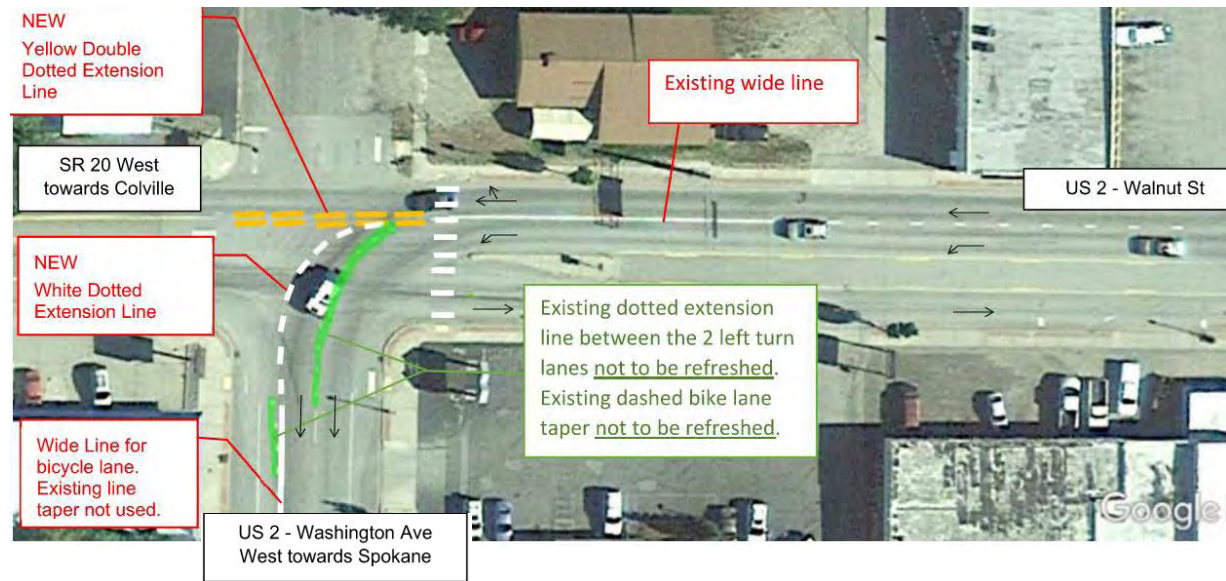 NEW
Yellow Double
Dotted Extension
Line
Existing wide line
SR 20 West
towards Colville
US 2 - Walnut St
NEW
White Dotted
Extension Line
Existing dotted extension
line between the 2 left turn
lanes not to be refreshed.
Existing dashed bike lane
taper not to be refreshed.
Wide Line for
bicycle lane.
Existing line
taper not used.
US 2 - Washington Ave
West towards Spokane
Google